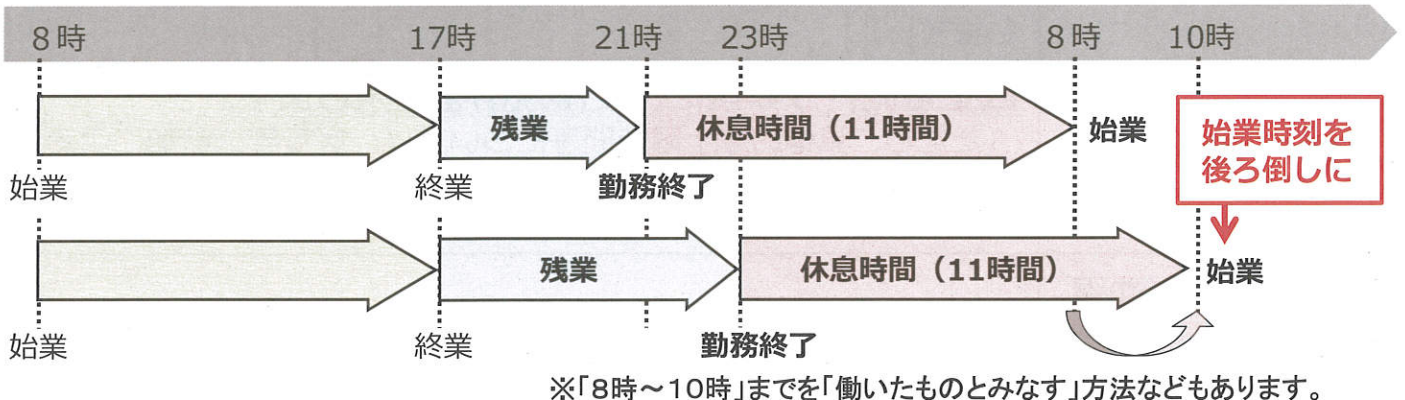 8時 17時 21時 23時 8時 10時
残業 休息時間（11時間） 始業
始業時刻を
後ろ倒しに
始業 終業 勤務終了
残業 休息時間（11時間） 始業
始業 終業 勤務終了
※「8時～10時」までを「働いたものとみなす」方法などもあります。